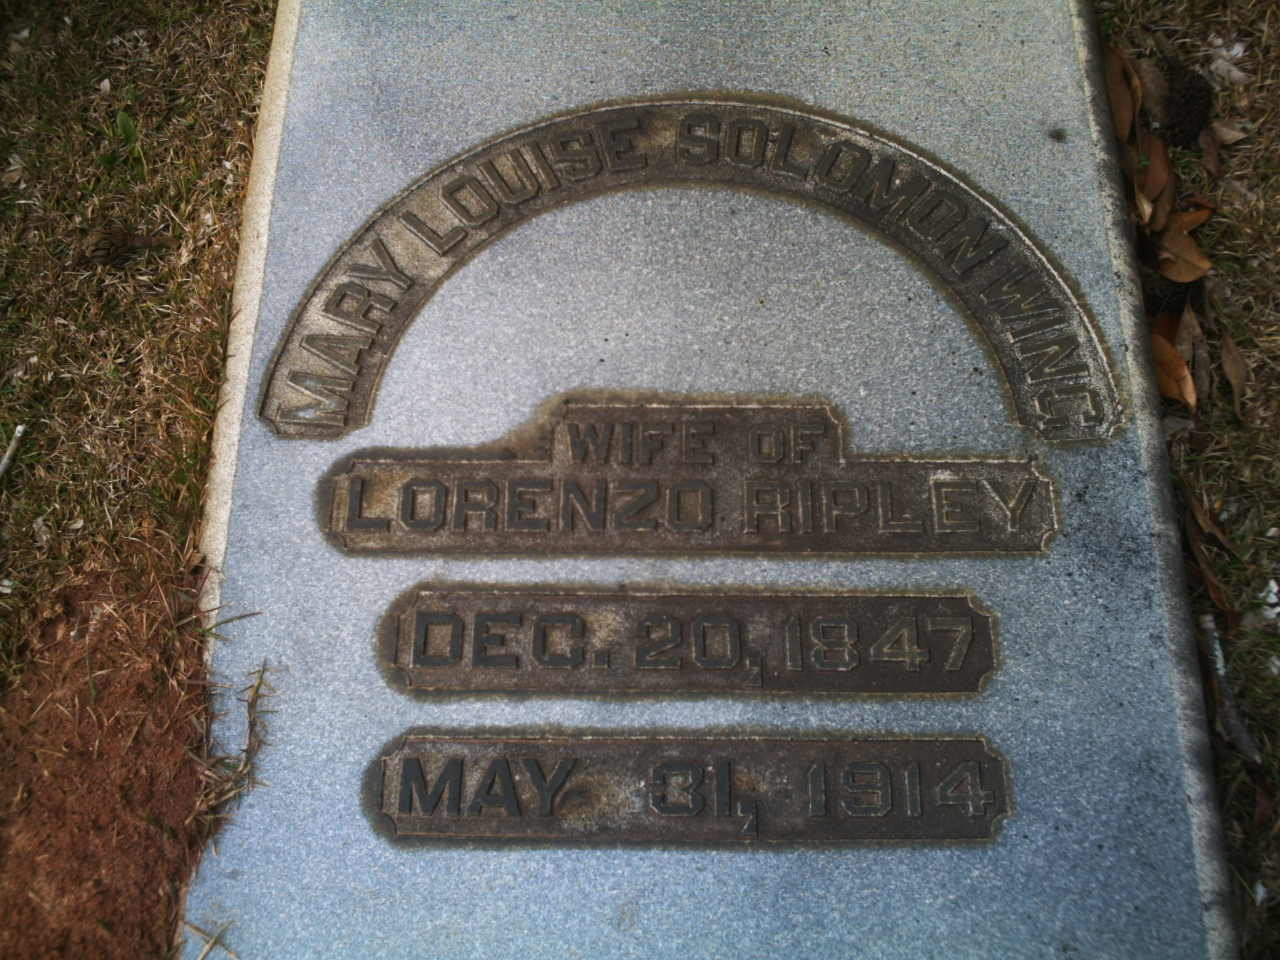 MARY LOUISE SOLOMON WING
WIFE OF
LORENZO RIPLEY
DEC. 20, 1847
MAY 31, 1914